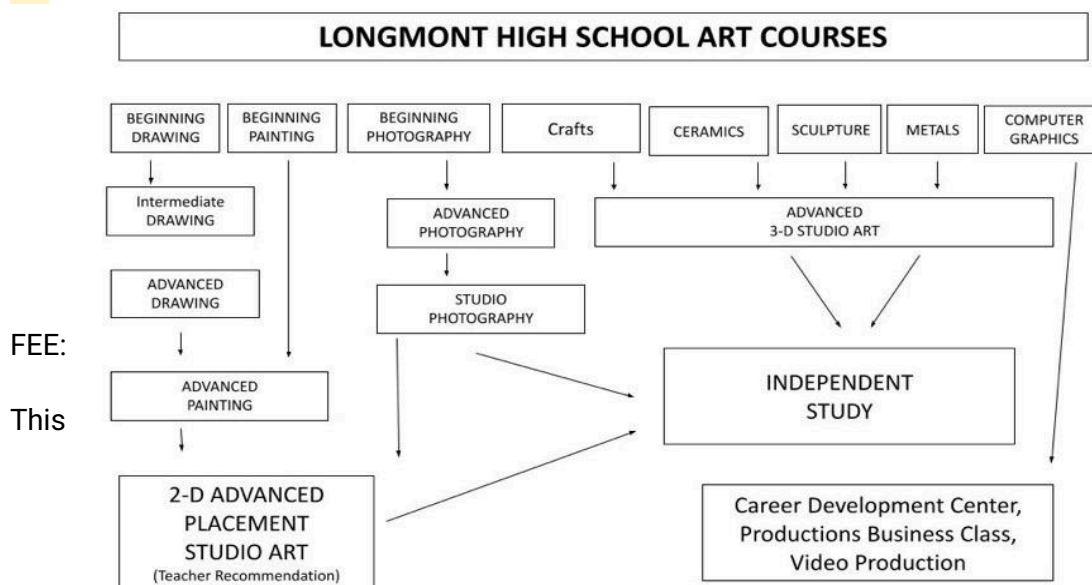 LONGMONT HIGH SCHOOL ART COURSES
BEGINNING
DRAWING
BEGINNING
PAINTING
BEGINNING
PHOTOGRAPHY
Crafts
CERAMICS
SCULPTURE
METALS
COMPUTER
GRAPHICS
Intermediate
DRAWING
ADVANCED
PHOTOGRAPHY
ADVANCED
3-D STUDIO ART
ADVANCED
DRAWING
STUDIO
PHOTOGRAPHY
FEE:
ADVANCED
PAINTING
INDEPENDENT
STUDY
This
2-D ADVANCED
PLACEMENT
STUDIO ART
(Teacher Recommendation)
Career Development Center,
Productions Business Class,
Video Production